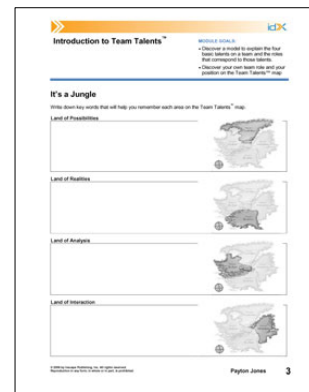 idX
Introduction to Team Talents™
MODULE GOALS:
• Discover a model to explain the four
basic talents on a team and the roles
that correspond to those talents.
• Discover your own team role and your
position on the Team Talents™ map
It's a Jungle
Write down key words that will help you remember each area on the Team Talents™ map.
Land of Possibilities
Land of Realities
Land of Analysis
Land of Interaction
Payton Jones 3